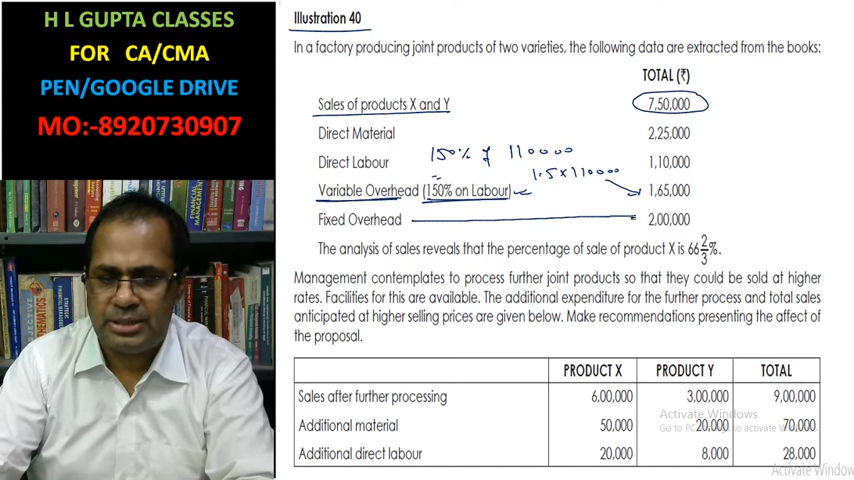 H L GUPTA CLASSES
FOR CA/CMA
PEN/GOOGLE DRIVE
MO:-8920730907
Illustration 40
In a factory producing joint products of two varieties, the following data are extracted from the books:
TOTAL (₹)
Sales of products X and Y 7,50,000
Direct Material 2,25,000
150% of 110000
Direct Labour 1,10,000
= 1.5×110000
Variable Overhead (150% on Labour) 1,65,000
Fixed Overhead 2,00,000
The analysis of sales reveals that the percentage of sale of product X is 66 2/3%.
Management contemplates to process further joint products so that they could be sold at higher
rates. Facilities for this are available. The additional expenditure for the further process and total sales
anticipated at higher selling prices are given below. Make recommendations presenting the affect of
the proposal.
PRODUCT X PRODUCT Y TOTAL
Sales after further processing 6,00,000 3,00,000 9,00,000
Activate Windows
Additional material 50,000 20,000 70,000
Additional direct labour 20,000 8,000 28,000
Activate Window
MATHEMATICS
FINANCIAL MANAGEMENT